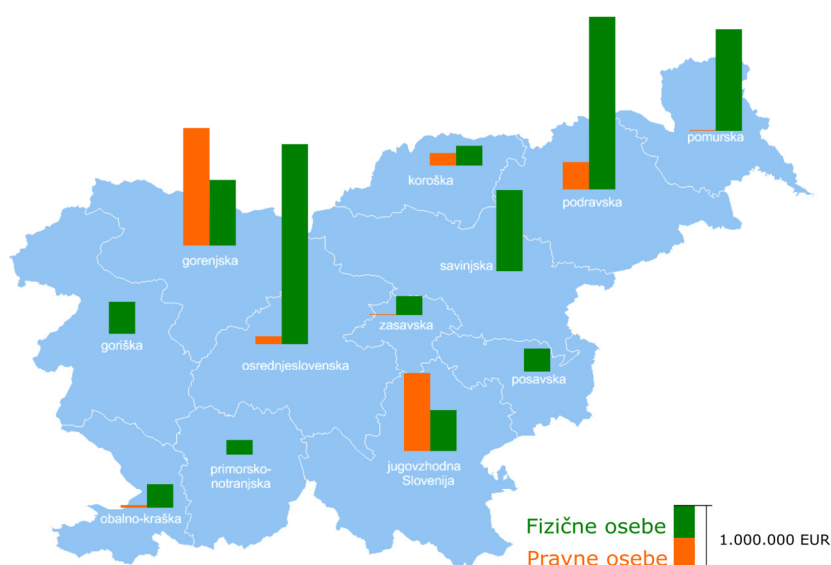 pomurska
koroška
podravska
gorenjska
savinjska
zasavska
goriška
osrednjeslovenska
posavska
primorsko-
notranjska
jugovzhodna
Slovenija
obalno-kraška
Fizične osebe
1.000.000 EUR
Pravne osebe